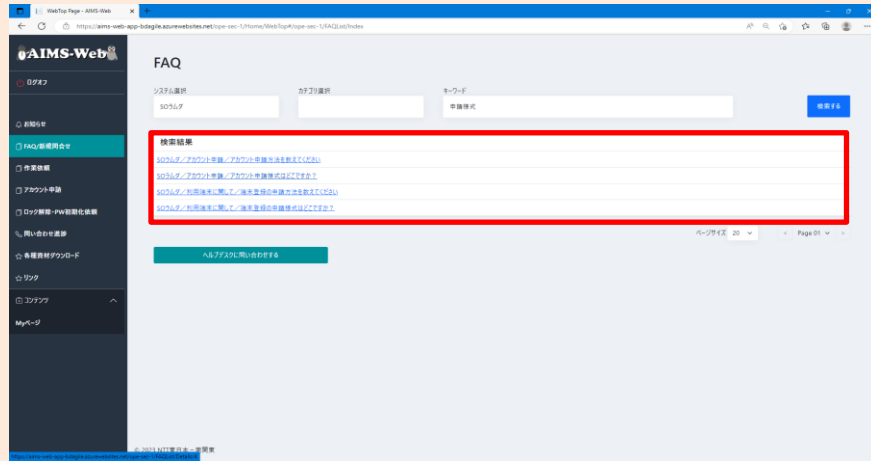 WebTop Page - AIMS-Web
https://aims-web-app-bdagile.azurewebsites.net/ope-sec-1/Home/WebTop#/ope-sec-1/FAQList/Index
AIMS-Web
ログオフ
お知らせ
FAQ/新規問合せ
作業依頼
アカウント申請
ロック解除・PW初期化依頼
問い合わせ進捗
各種資材ダウンロード
リンク
コンテンツ
Myページ
FAQ
システム選択 カテゴリ選択 キーワード
SOラムダ 申請様式 検索する
検索結果
SOラムダ／アカウント申請／アカウント申請方法を教えてください
SOラムダ／アカウント申請／アカウント申請様式はどこですか？
SOラムダ／利用端末に関して／端末登録の申請方法を教えてください
SOラムダ／利用端末に関して／端末登録の申請様式はどこですか？
ページサイズ 20 Page 01
ヘルプデスクに問い合わせする
© 2023 NTT東日本－南関東